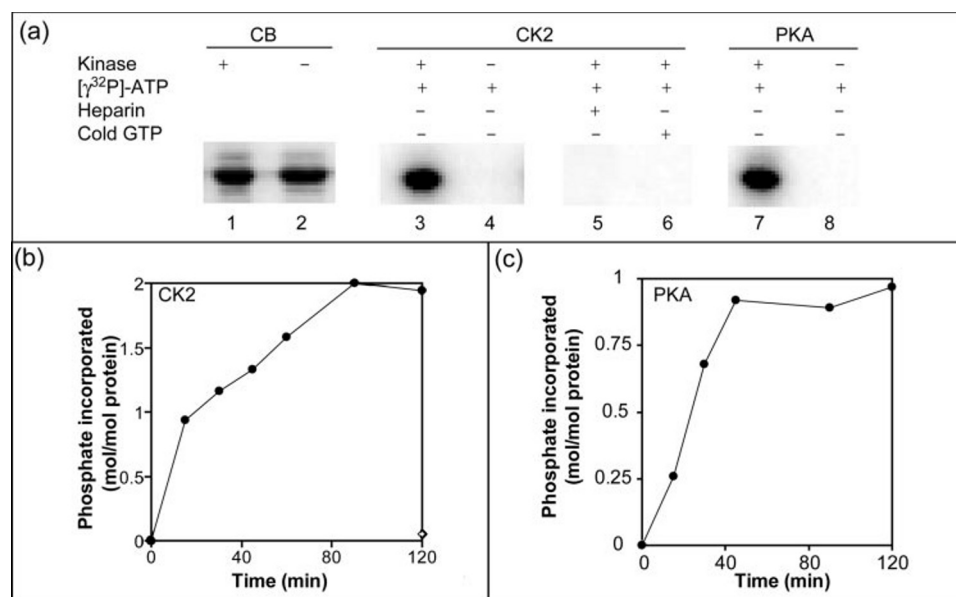 (a)
CB CK2 PKA
Kinase + − + − + + + −
[γ³²P]-ATP + + + + + +
Heparin − − + − − −
Cold GTP − − − + − −
1 2 3 4 5 6 7 8
(b)
CK2
Phosphate incorporated
(mol/mol protein)
2
1.5
1
0.5
0
0 40 80 120
Time (min)
(c)
PKA
Phosphate incorporated
(mol/mol protein)
1
0.75
0.5
0.25
0
0 40 80 120
Time (min)